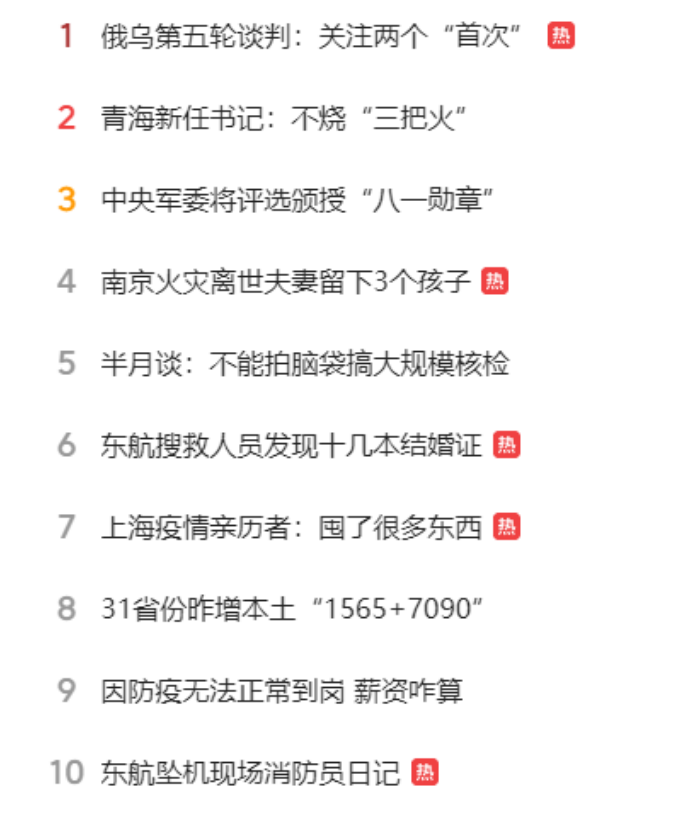 1 俄乌第五轮谈判：关注两个“首次” 热
2 青海新任书记：不烧“三把火”
3 中央军委将评选颁授“八一勋章”
4 南京火灾离世夫妻留下3个孩子 热
5 半月谈：不能拍脑袋搞大规模核检
6 东航搜救人员发现十几本结婚证 热
7 上海疫情亲历者：囤了很多东西 热
8 31省份昨增本土“1565+7090”
9 因防疫无法正常到岗 薪资咋算
10 东航坠机现场消防员日记 热